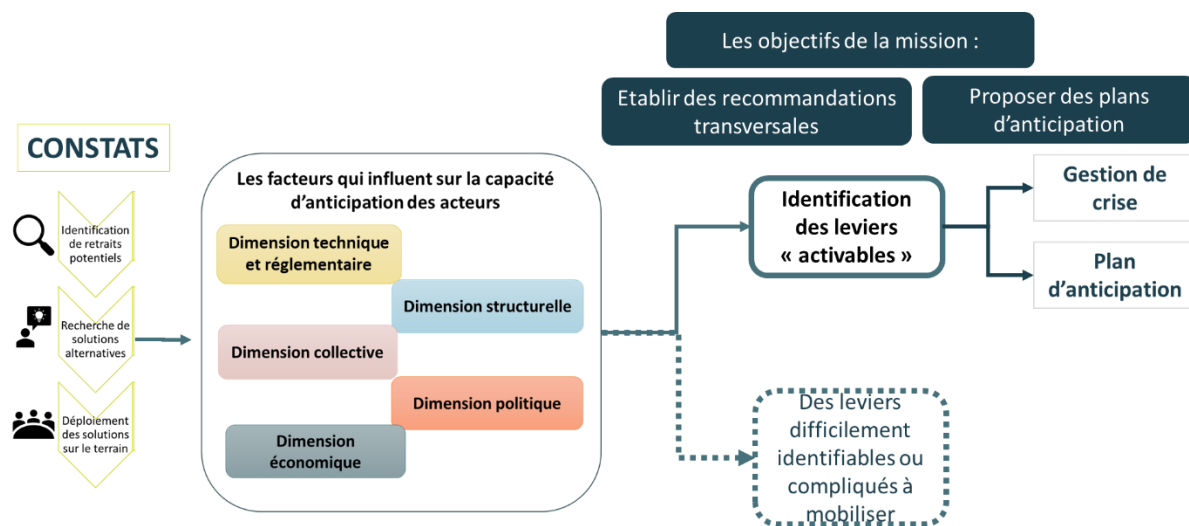 Les objectifs de la mission :
Etablir des recommandations
transversales
Proposer des plans
d’anticipation
CONSTATS
Identification
de retraits
potentiels
Recherche de
solutions
alternatives
Déploiement
des solutions
sur le terrain
Les facteurs qui influent sur la capacité
d’anticipation des acteurs
Dimension technique
et réglementaire
Dimension structurelle
Dimension collective
Dimension politique
Dimension
économique
Identification
des leviers
« activables »
Gestion de
crise
Plan
d’anticipation
Des leviers
difficilement
identifiables ou
compliqués à
mobiliser